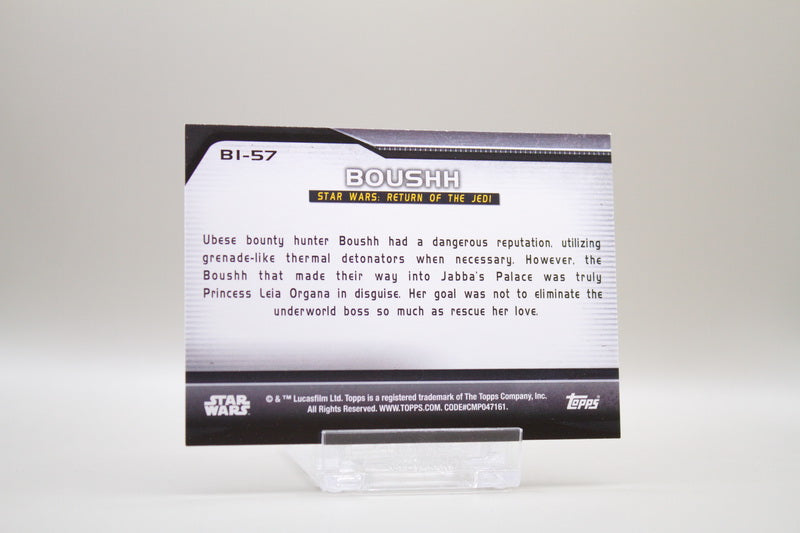 BI-57
BOUSHH
STAR WARS: RETURN OF THE JEDI
Ubese bounty hunter Boushh had a dangerous reputation, utilizing
grenade-like thermal detonators when necessary. However, the
Boushh that made their way into Jabba's Palace was truly
Princess Leia Organa in disguise. Her goal was not to eliminate the
underworld boss so much as rescue her love.
STAR WARS
© & ™ Lucasfilm Ltd. Topps is a registered trademark of The Topps Company, Inc.
All Rights Reserved. WWW.TOPPS.COM. CODE#CMP047161.
Topps